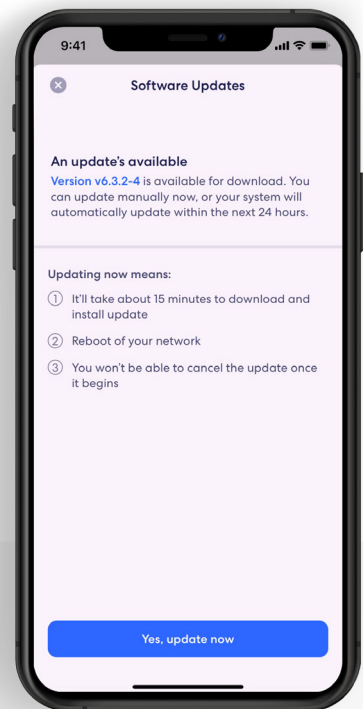 9:41
Software Updates
An update's available
Version v6.3.2-4 is available for download. You
can update manually now, or your system will
automatically update within the next 24 hours.
Updating now means:
1 It'll take about 15 minutes to download and
install update
2 Reboot of your network
3 You won't be able to cancel the update once
it begins
Yes, update now